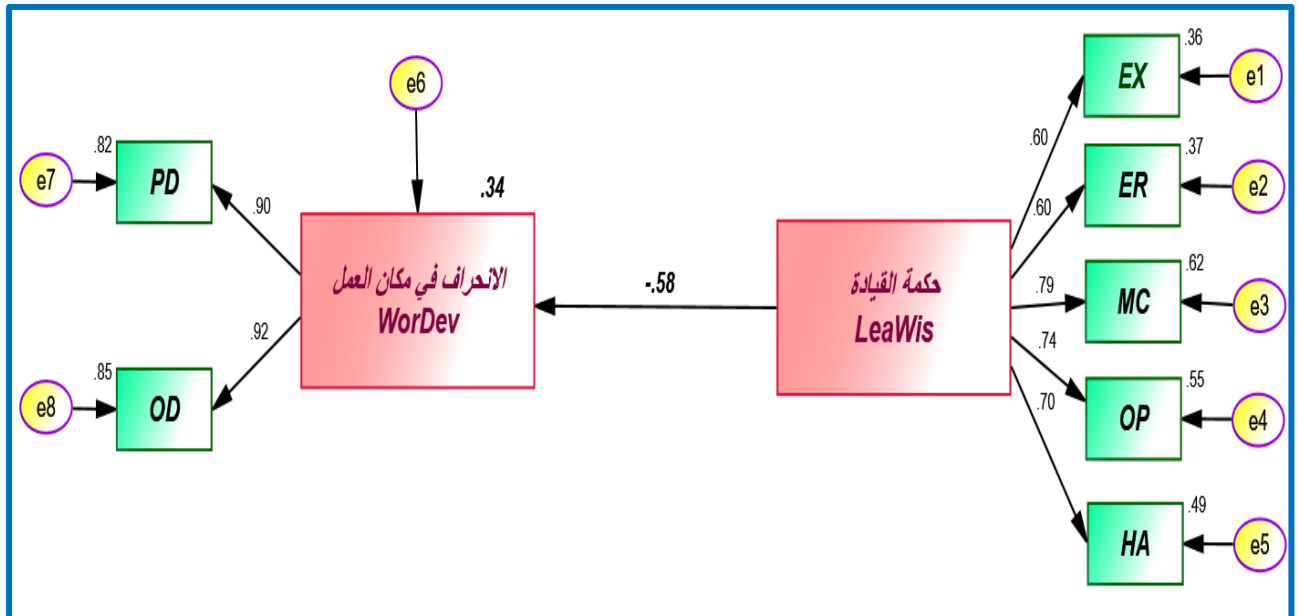 e6
.36
EX
e1
.60
.82
PD
e7
.90
.34
.37
ER
e2
.60
الانحراف في مكان العمل
WorDev
-.58
حكمة القيادة
LeaWis
.62
MC
e3
.79
.92
.85
OD
e8
.74
.55
OP
e4
.70
.49
HA
e5